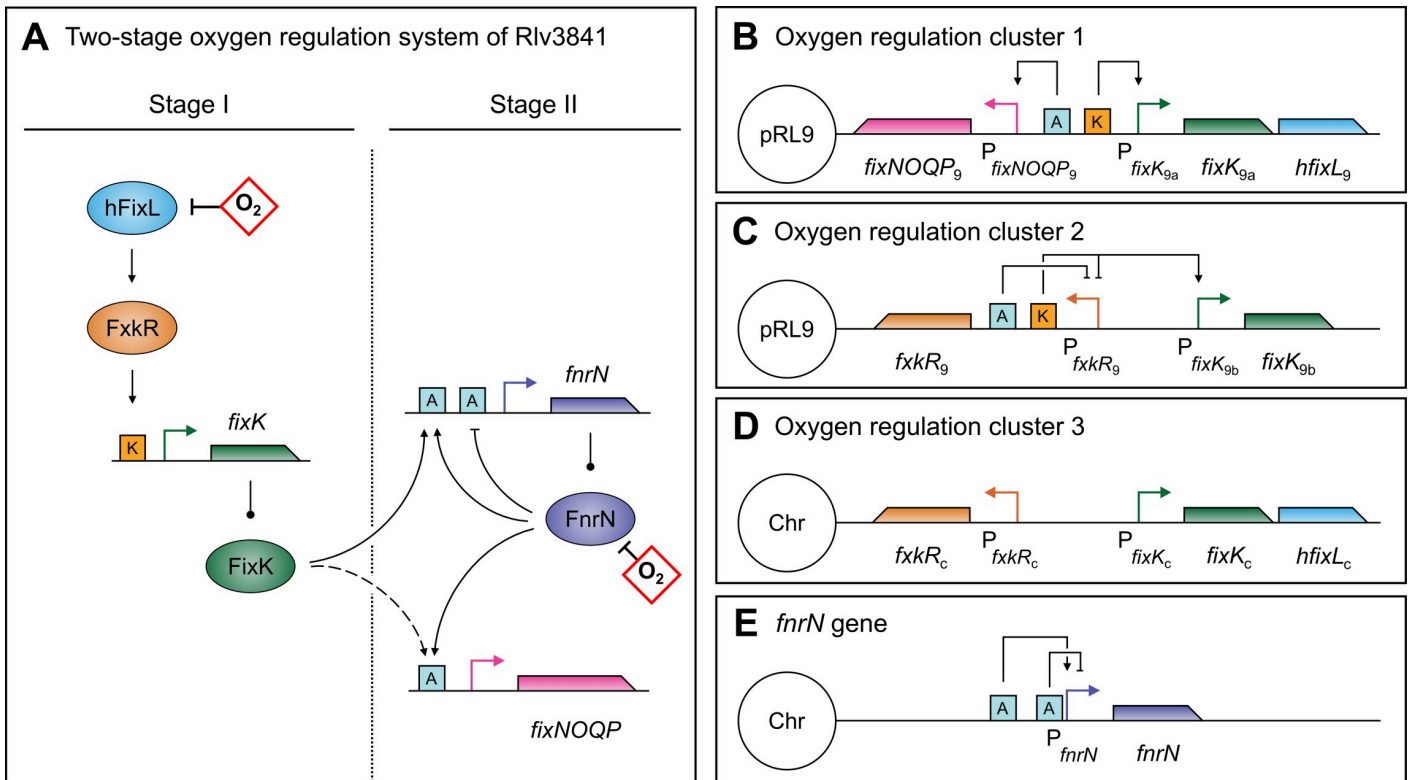 A Two-stage oxygen regulation system of Rlv3841
Stage I
Stage II
hFixL
O2
FxkR
K
fixK
FixK
A
A
fnrN
FnrN
O2
A
fixNOQP
B Oxygen regulation cluster 1
pRL9
A
K
fixNOQP9
PfixNOQP9
PfixK9a
fixK9a
hfixL9
C Oxygen regulation cluster 2
pRL9
A
K
fxkR9
PfxkR9
PfixK9b
fixK9b
D Oxygen regulation cluster 3
Chr
fxkRc
PfxkRc
PfixKc
fixKc
hfixLc
E fnrN gene
Chr
A
A
PfnrN
fnrN